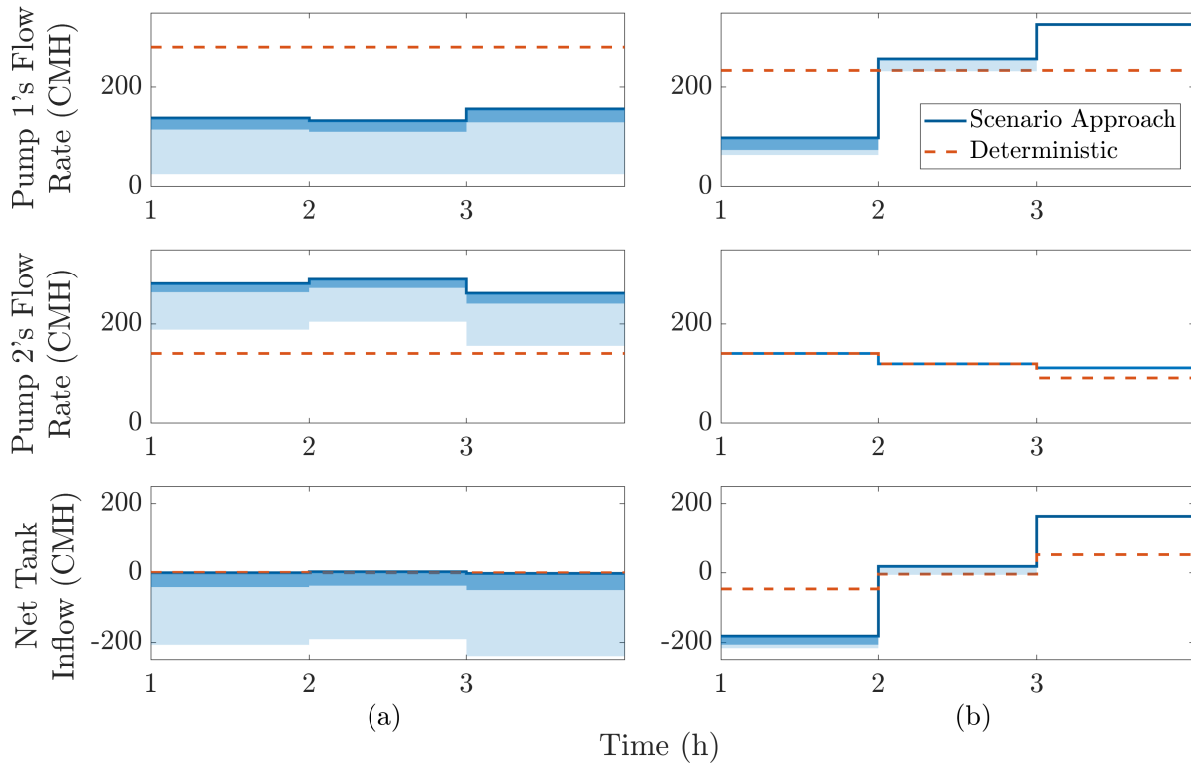 Pump 1's Flow
Rate (CMH)
200
0
1
2
3
200
0
1
2
3
Scenario Approach
Deterministic
Pump 2's Flow
Rate (CMH)
200
0
1
2
3
200
0
1
2
3
Net Tank
Inflow (CMH)
200
0
-200
1
2
3
200
0
-200
1
2
3
(a)
(b)
Time (h)